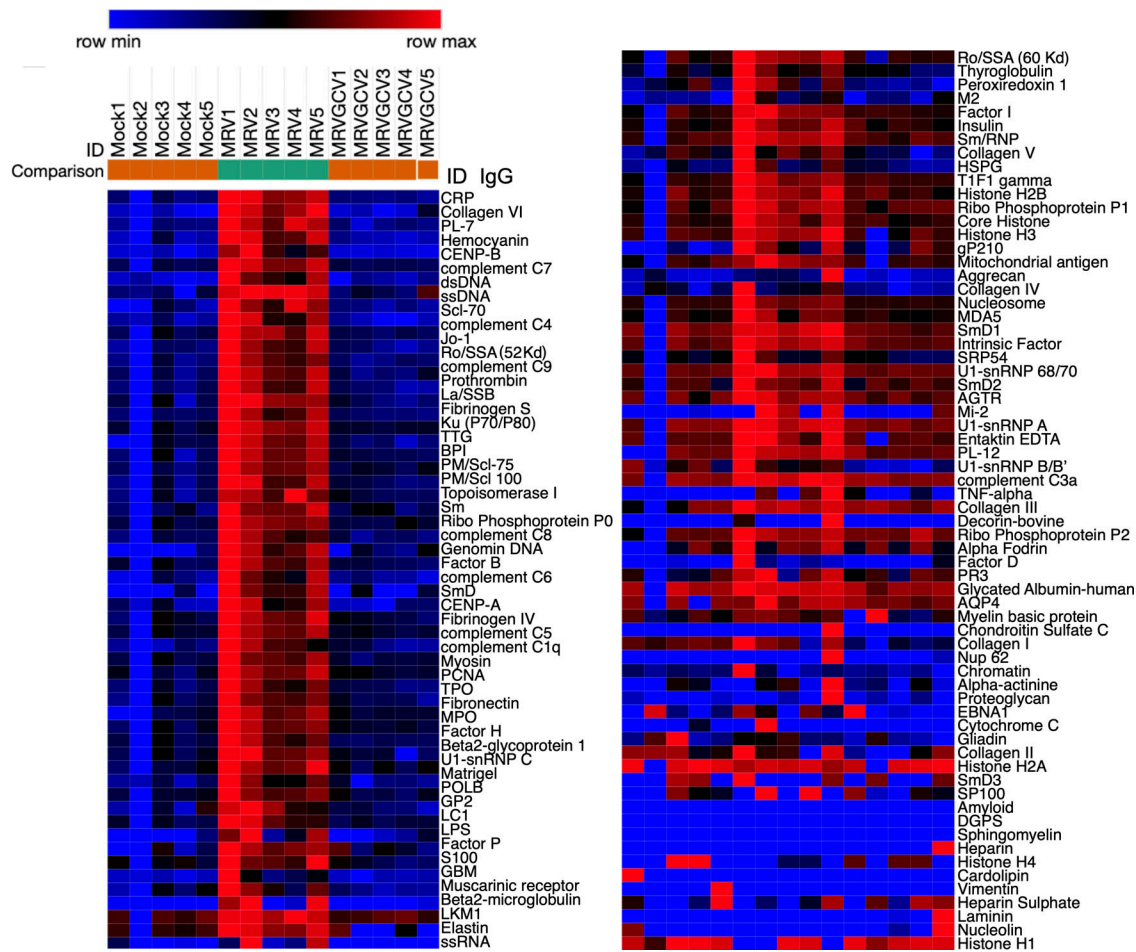 row min
row max
Mock1
Mock2
Mock3
Mock4
Mock5
MRV1
MRV2
MRV3
MRV4
MRV5
MRVGCV1
MRVGCV2
MRVGCV3
MRVGCV4
MRVGCV5
ID
Comparison
ID IgG
CRP
Collagen VI
PL-7
Hemocyanin
CENP-B
complement C7
dsDNA
ssDNA
Scl-70
complement C4
Jo-1
Ro/SSA (52Kd)
complement C9
Prothrombin
La/SSB
Fibrinogen S
Ku (P70/P80)
TTG
BPI
PM/Scl-75
PM/Scl 100
Topoisomerase I
Sm
Ribo Phosphoprotein P0
complement C8
Genomin DNA
Factor B
complement C6
SmD
CENP-A
Fibrinogen IV
complement C5
complement C1q
Myosin
PCNA
TPO
Fibronectin
MPO
Factor H
Beta2-glycoprotein 1
U1-snRNP C
Matrigel
POLB
GP2
LC1
LPS
Factor P
S100
GBM
Muscarinic receptor
Beta2-microglobulin
LKM1
Elastin
ssRNA
Ro/SSA (60 Kd)
Thyroglobulin
Peroxiredoxin 1
M2
Factor I
Insulin
Sm/RNP
Collagen V
HSPG
T1F1 gamma
Histone H2B
Ribo Phosphoprotein P1
Core Histone
Histone H3
gP210
Mitochondrial antigen
Aggrecan
Collagen IV
Nucleosome
MDA5
SmD1
Intrinsic Factor
SRP54
U1-snRNP 68/70
SmD2
AGTR
Mi-2
U1-snRNP A
Entaktin EDTA
PL-12
U1-snRNP B/B'
complement C3a
TNF-alpha
Collagen III
Decorin-bovine
Ribo Phosphoprotein P2
Alpha Fodrin
Factor D
PR3
Glycated Albumin-human
AQP4
Myelin basic protein
Chondroitin Sulfate C
Collagen I
Nup 62
Chromatin
Alpha-actinine
Proteoglycan
EBNA1
Cytochrome C
Gliadin
Collagen II
Histone H2A
SmD3
SP100
Amyloid
DGPS
Sphingomyelin
Heparin
Histone H4
Cardolipin
Vimentin
Heparin Sulphate
Laminin
Nucleolin
Histone H1